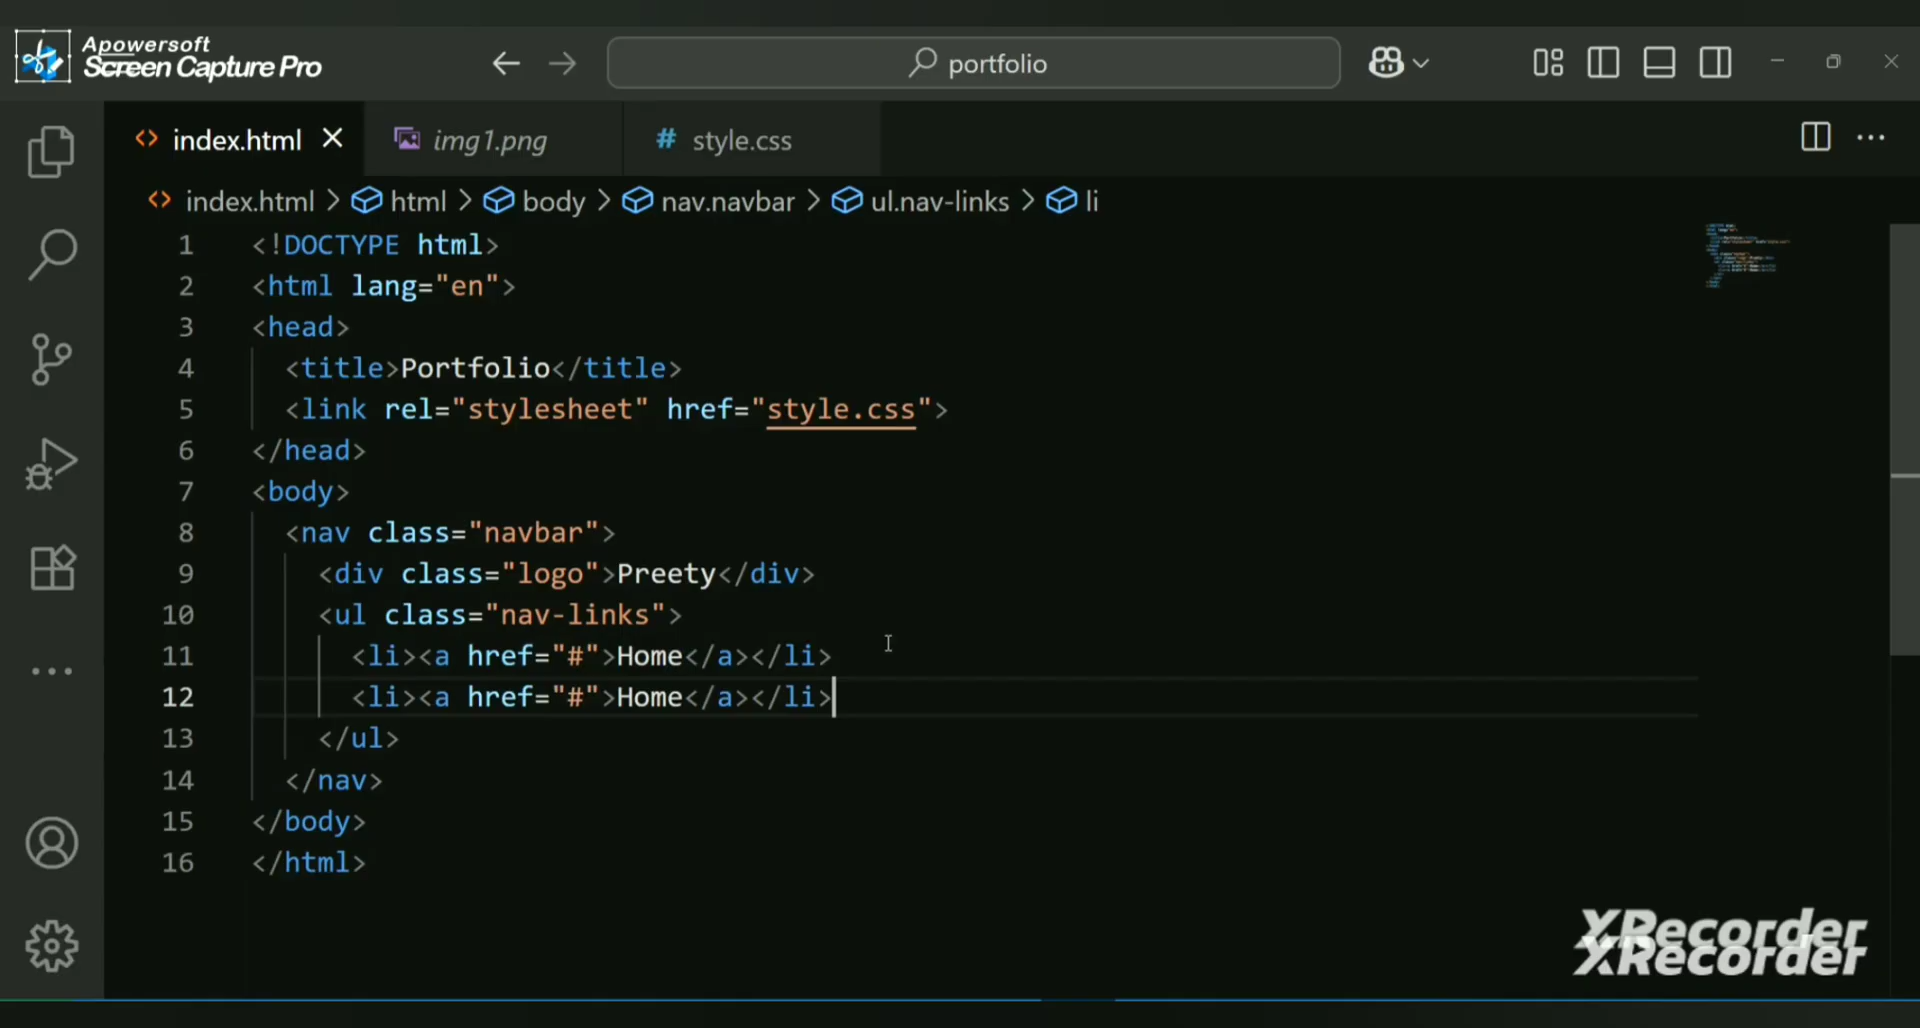 Apowersoft
Screen Capture Pro
portfolio
index.html
img1.png
# style.css
index.html > html > body > nav.navbar > ul.nav-links > li
1 <!DOCTYPE html>
2 <html lang="en">
3 <head>
4 <title>Portfolio</title>
5 <link rel="stylesheet" href="style.css">
6 </head>
7 <body>
8 <nav class="navbar">
9 <div class="logo">Preety</div>
10 <ul class="nav-links">
11 <li><a href="#">Home</a></li>
12 <li><a href="#">Home</a></li>
13 </ul>
14 </nav>
15 </body>
16 </html>
XRecorder
XRecorder